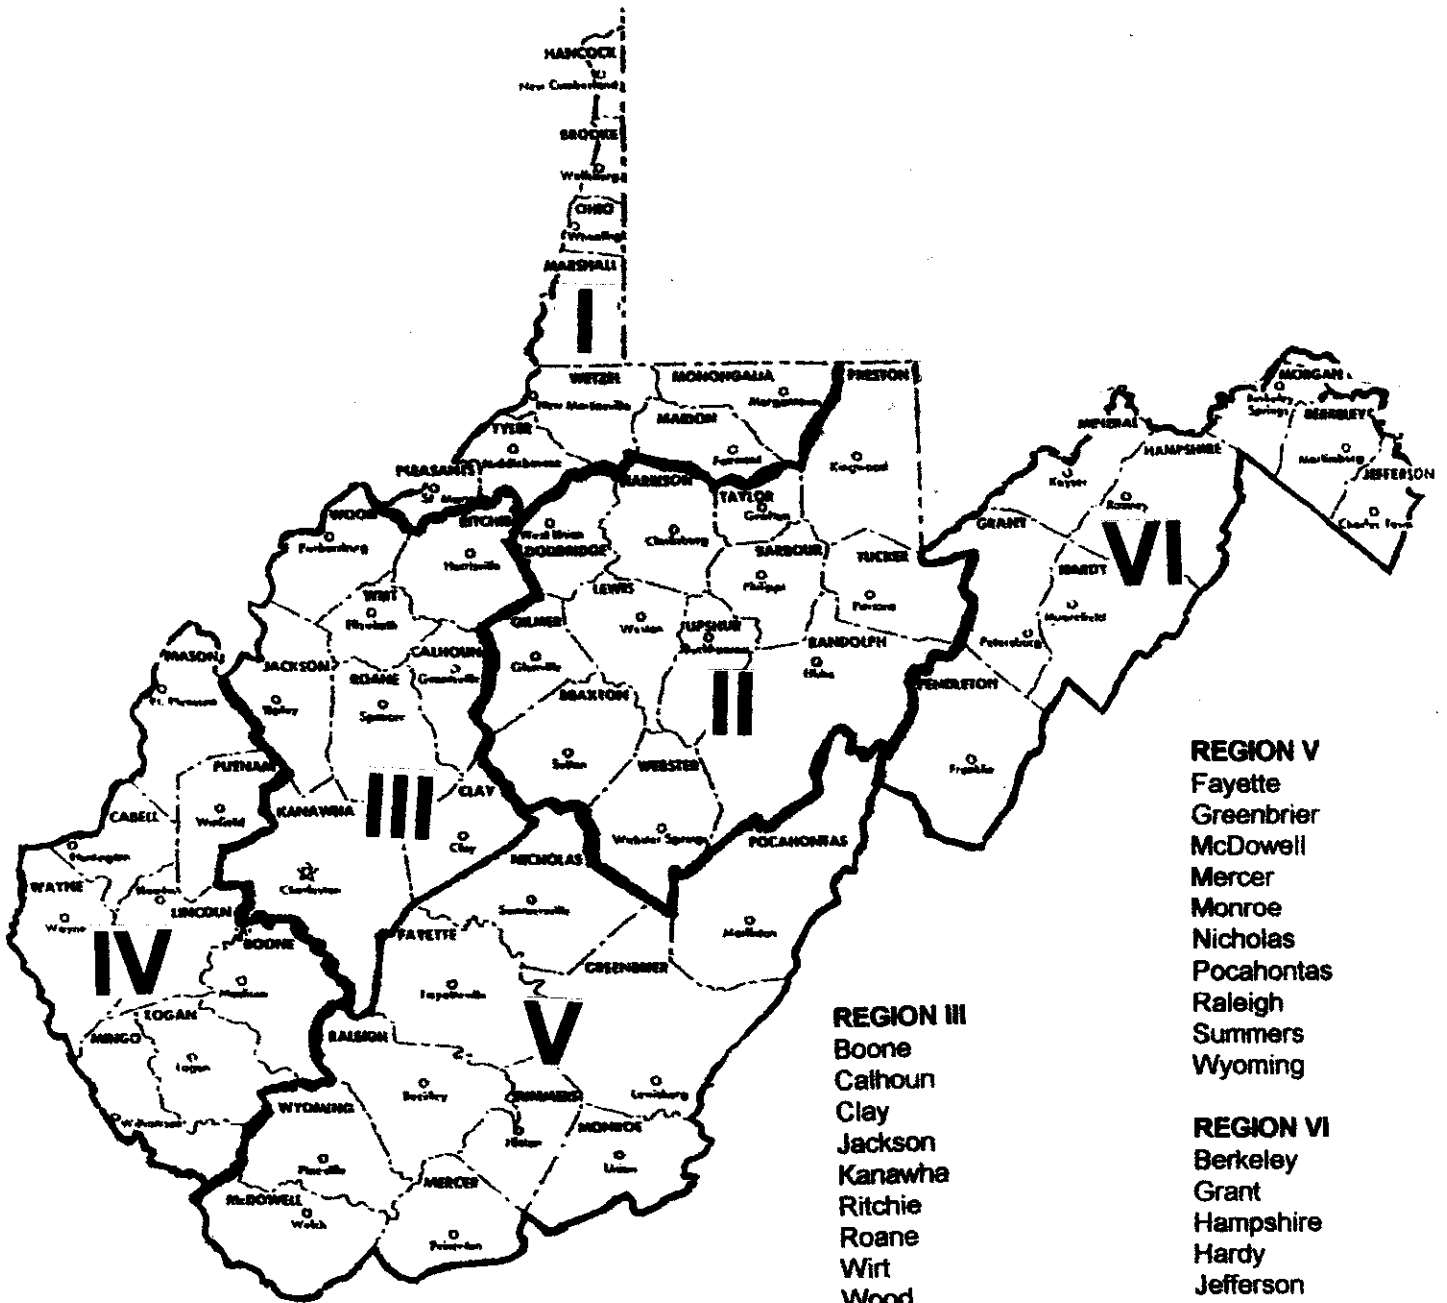 HANCOCK
New Cumberland
BROOKE
Wellsburg
OHIO
Wheeling
MARSHALL
I
WETZEL
MONONGALIA
PRESTON
New Martinsville
Morgantown
MARION
TYLER
Middlebourne
Fairmont
Kingwood
PLEASANTS
St. Marys
HARRISON
TAYLOR
Grafton
WOOD
RITCHIE
Parkersburg
Harrisville
West Union
DODDRIDGE
Clarksburg
BARBOUR
TUCKER
Philippi
Parsons
MORGAN
Berkeley
Springs
BERKELEY
Martinsburg
JEFFERSON
Charles Town
MINERAL
HAMPSHIRE
Keyser
Romney
GRANT
VI
HARDY
Moorefield
Petersburg
PENDLETON
Franklin
WIRT
Elizabeth
LEWIS
Weston
GILMER
Glenville
UPSHUR
Buckhannon
RANDOLPH
Elkins
CALHOUN
Grantsville
MASON
JACKSON
ROANE
Pt. Pleasant
Ripley
Spencer
BRAXTON
II
Sutton
WEBSTER
PUTNAM
KANAWHA
III
CLAY
CABELL
Winfield
Clay
Webster Springs
POCAHONTAS
NICHOLAS
Huntington
WAYNE
Hamlin
Charleston
LINCOLN
Wayne
Summersville
Marlinton
IV
BOONE
FAYETTE
GREENBRIER
Madison
Fayetteville
LOGAN
MINGO
RALEIGH
V
Logan
Beckley
SUMMERS
Lewisburg
WYOMING
Williamson
Hinton
MONROE
Pineville
Union
McDOWELL
MERCER
Welch
Princeton
REGION III
Boone
Calhoun
Clay
Jackson
Kanawha
Ritchie
Roane
Wirt
Wood
REGION V
Fayette
Greenbrier
McDowell
Mercer
Monroe
Nicholas
Pocahontas
Raleigh
Summers
Wyoming
REGION VI
Berkeley
Grant
Hampshire
Hardy
Jefferson